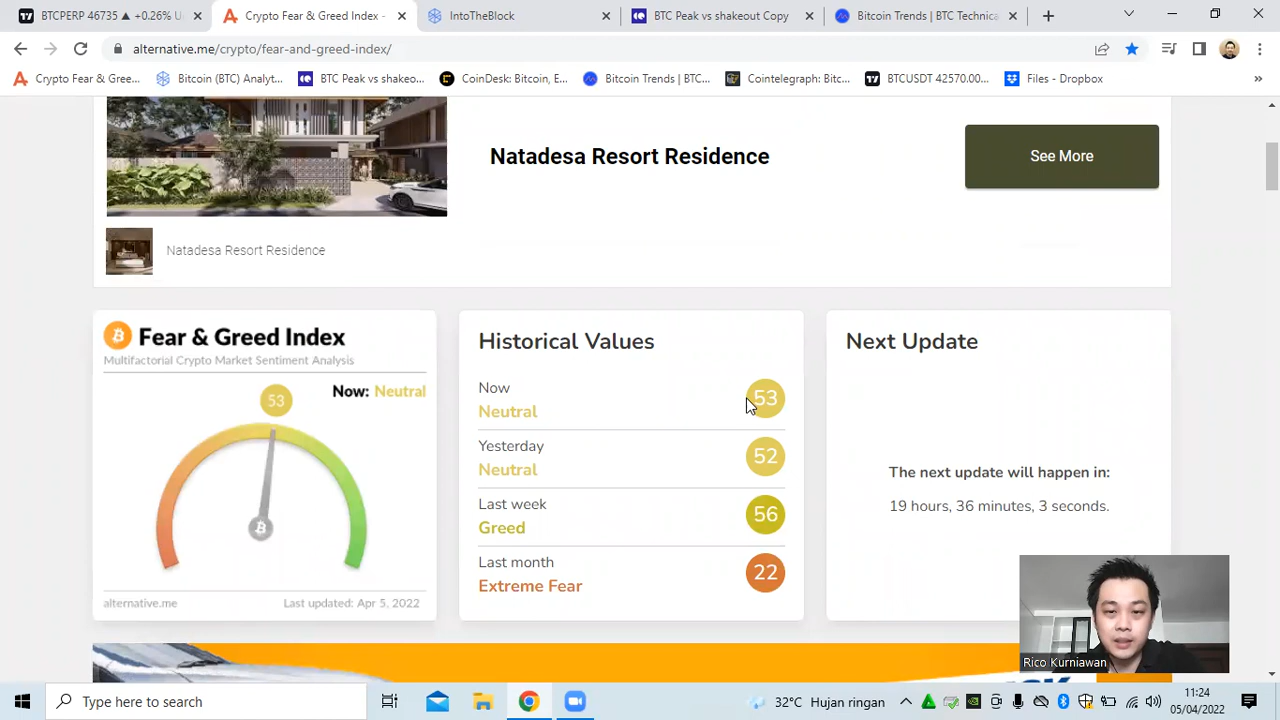 BTCPERP 46735 ▲ +0.26% U
Crypto Fear & Greed Index -
IntoTheBlock
BTC Peak vs shakeout Copy
Bitcoin Trends | BTC Technica
alternative.me/crypto/fear-and-greed-index/
Crypto Fear & Gree...
Bitcoin (BTC) Analyt...
BTC Peak vs shakeo...
CoinDesk: Bitcoin, E...
Bitcoin Trends | BTC...
Cointelegraph: Bitc...
BTCUSDT 42570.00...
Files - Dropbox
Natadesa Resort Residence
See More
Natadesa Resort Residence
Fear & Greed Index
Multifactorial Crypto Market Sentiment Analysis
Now: Neutral
53
alternative.me
Last updated: Apr 5, 2022
Historical Values
Now
Neutral
53
Yesterday
Neutral
52
Last week
Greed
56
Last month
Extreme Fear
22
Next Update
The next update will happen in:
19 hours, 36 minutes, 3 seconds.
Rico Kurniawan
Type here to search
32°C Hujan ringan
11:24
05/04/2022